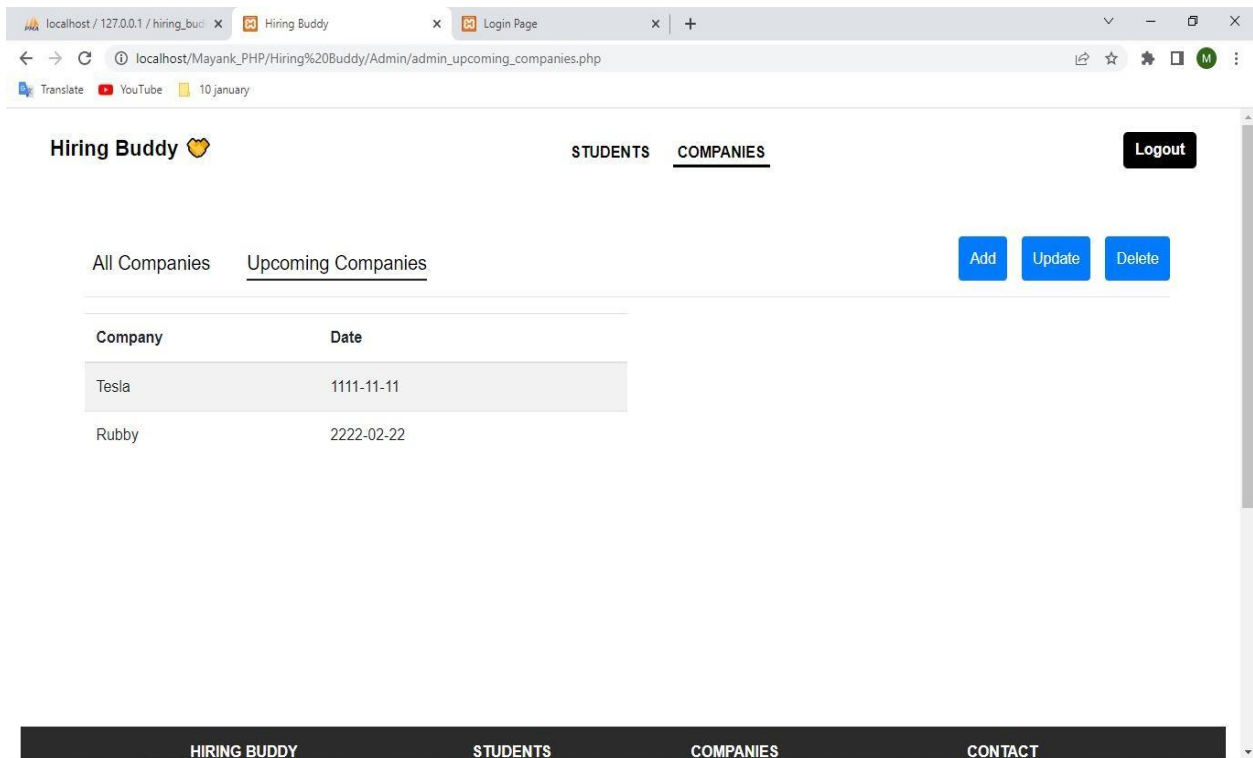 localhost / 127.0.0.1 / hiring_bud
Hiring Buddy
Login Page
localhost/Mayank_PHP/Hiring%20Buddy/Admin/admin_upcoming_companies.php
M
Translate
YouTube
10 january
Hiring Buddy
STUDENTS
COMPANIES
Logout
All Companies
Upcoming Companies
Add
Update
Delete
Company Date
Tesla 1111-11-11
Rubby 2222-02-22
HIRING BUDDY
STUDENTS
COMPANIES
CONTACT